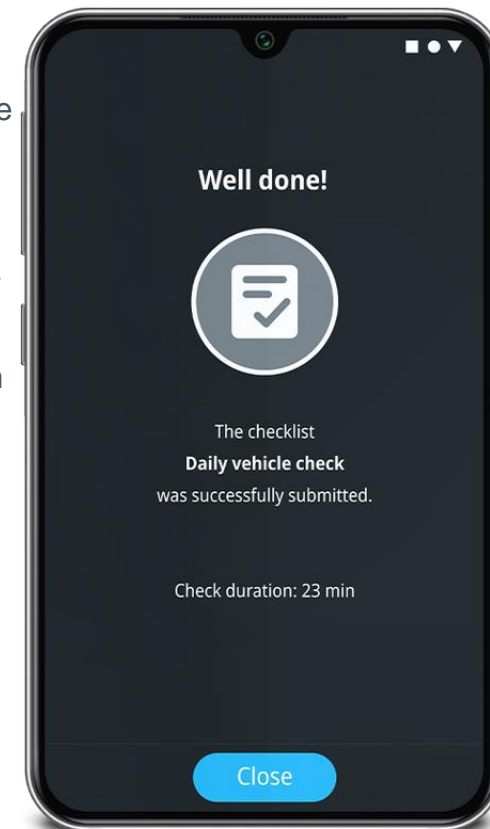 e
Well done!
The checklist
Daily vehicle check
was successfully submitted.
Check duration: 23 min
Close